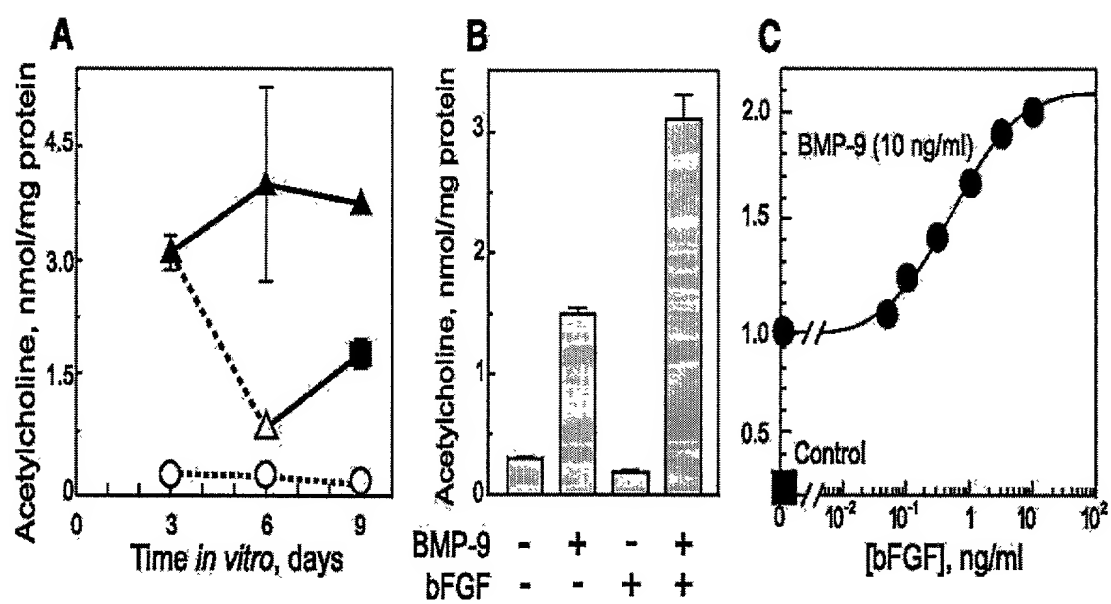 A
Acetylcholine, nmol/mg protein
4.5
3.0
1.5
0
0 3 6 9
Time in vitro, days
B
Acetylcholine, nmol/mg protein
3
2
1
0
BMP-9 - + - +
bFGF - - + +
C
2.0
BMP-9 (10 ng/ml)
1.5
1.0
0.5
Control
0 10-2 10-1 1 10 102
[bFGF], ng/ml